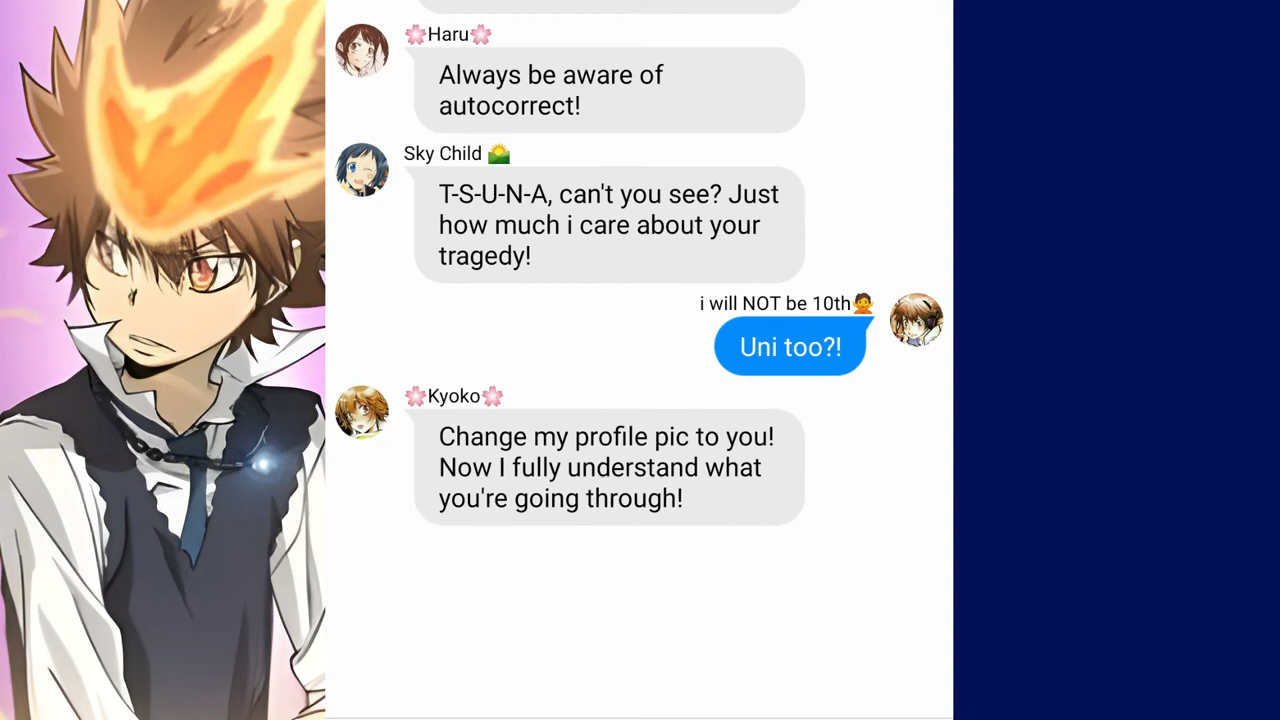 🌸Haru🌸
Always be aware of
autocorrect!
Sky Child 🌄
T-S-U-N-A, can't you see? Just
how much i care about your
tragedy!
i will NOT be 10th🙅
Uni too?!
🌸Kyoko🌸
Change my profile pic to you!
Now I fully understand what
you're going through!